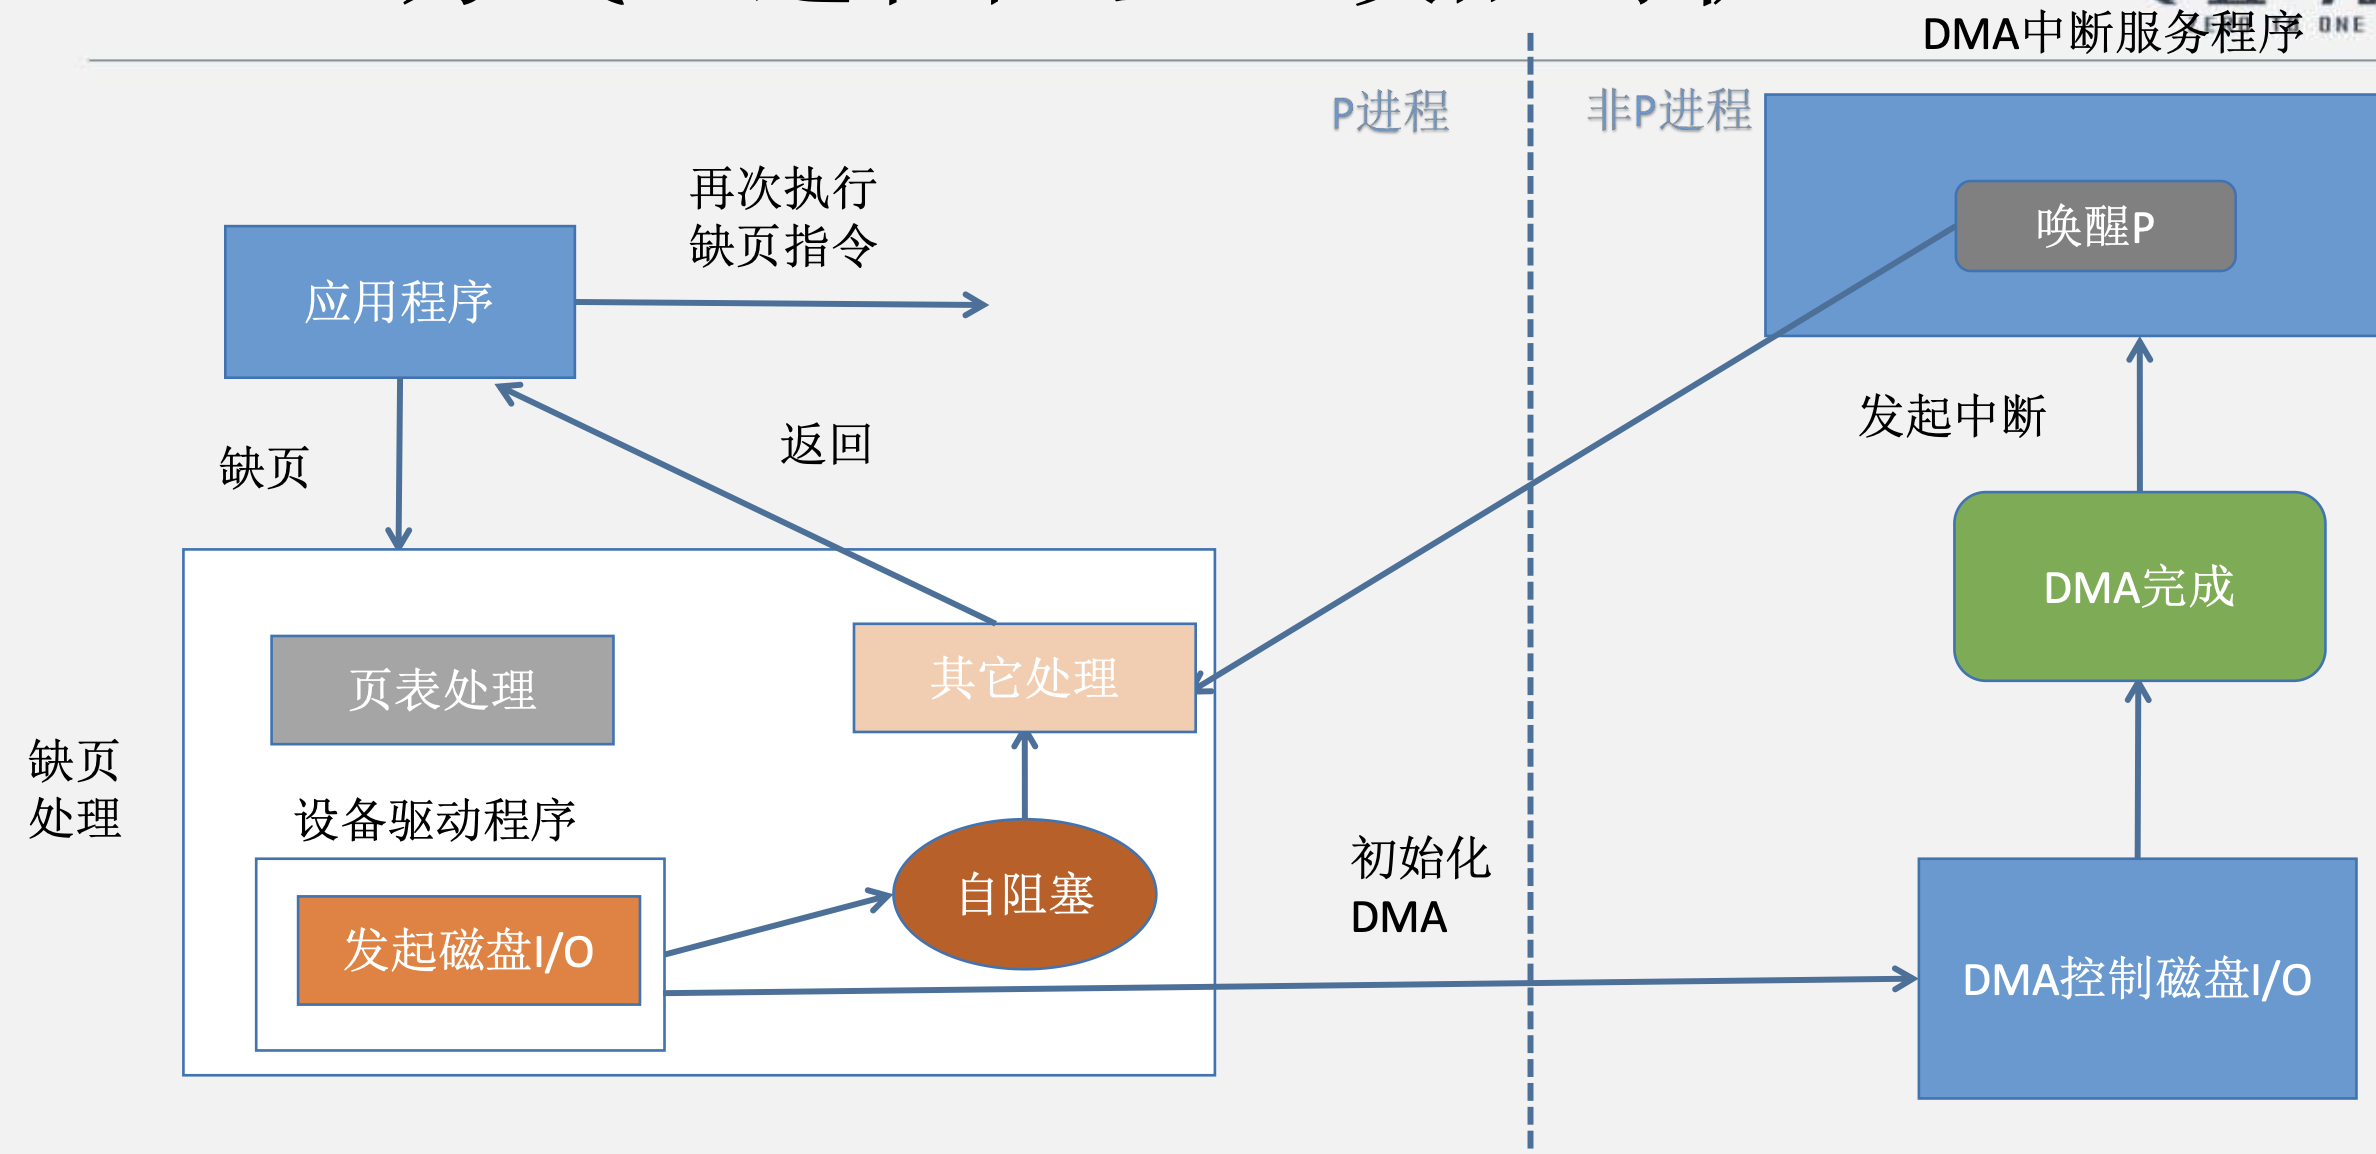 DMA中断服务程序
P进程
非P进程
再次执行
缺页指令
唤醒P
应用程序
发起中断
返回
缺页
DMA完成
其它处理
页表处理
缺页
处理
设备驱动程序
初始化
DMA
自阻塞
发起磁盘I/O
DMA控制磁盘I/O